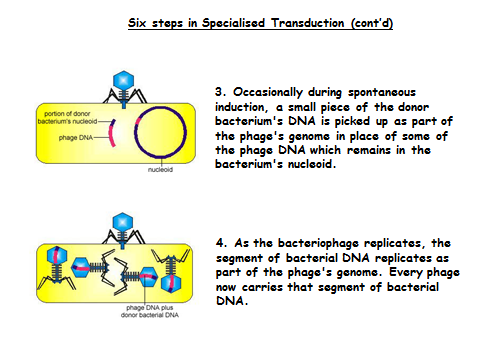 Six steps in Specialised Transduction (cont'd)
portion of donor
bacterium's nucleoid
phage DNA
nucleoid
3. Occasionally during spontaneous
induction, a small piece of the donor
bacterium's DNA is picked up as part of
the phage's genome in place of some of
the phage DNA which remains in the
bacterium's nucleoid.
phage DNA plus
donor bacterial DNA
4. As the bacteriophage replicates, the
segment of bacterial DNA replicates as
part of the phage's genome. Every phage
now carries that segment of bacterial
DNA.